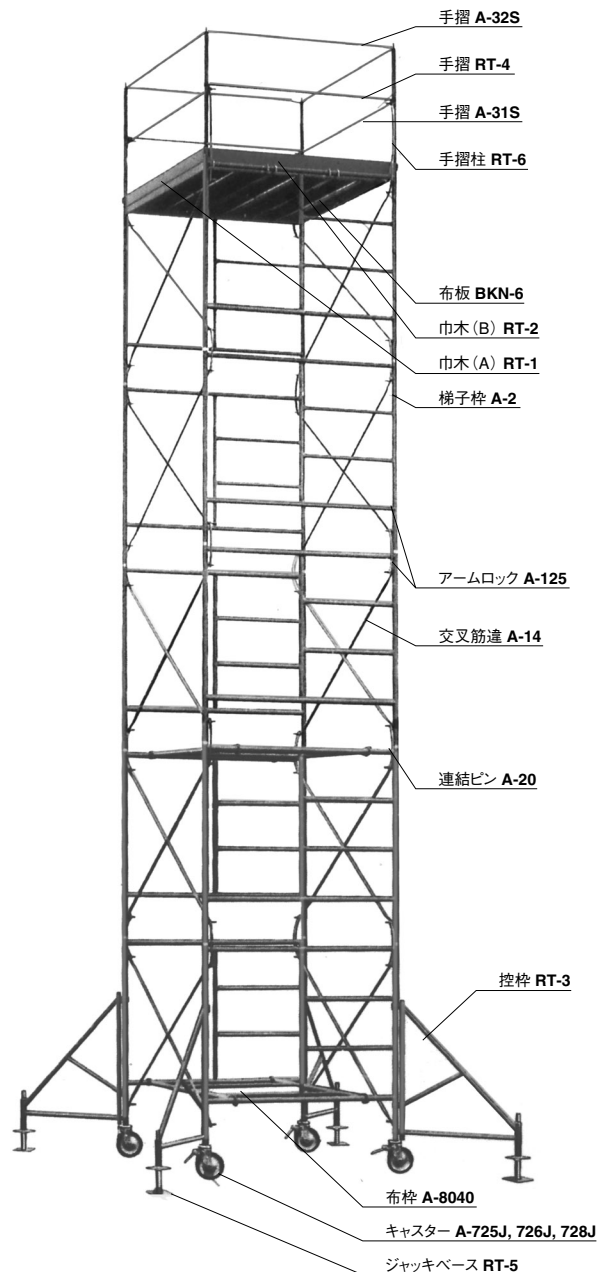 手摺 A-32S
手摺 RT-4
手摺 A-31S
手摺柱 RT-6
布板 BKN-6
巾木（B） RT-2
巾木（A） RT-1
梯子枠 A-2
アームロック A-125
交叉筋違 A-14
連結ピン A-20
控枠 RT-3
布枠 A-8040
キャスター A-725J, 726J, 728J
ジャッキベース RT-5